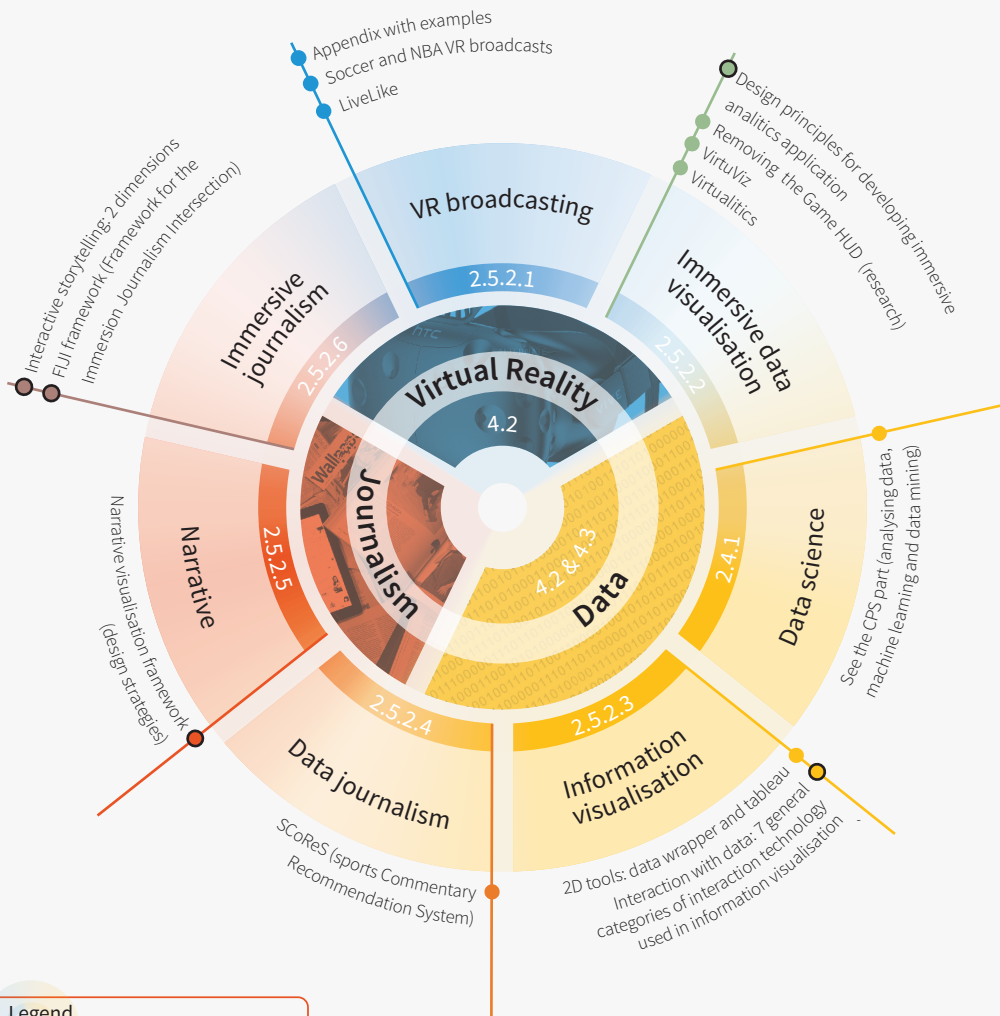 Appendix with examples
Soccer and NBA VR broadcasts
LiveLike
VR broadcasting
2.5.2.1
Design principles for developing immersive
analitics application
Removing the Game HUD (research)
VirtuViz
Virtualitics
Immersive data
visualisation
2.5.2.2
See the CPS part (analysing data,
machine learning and data mining)
Data science
2.4.1
2D tools: data wrapper and tableau
Interaction with data: 7 general
categories of interaction technology
used in information visualisation
Information
visualisation
2.5.2.3
SCoReS (sports Commentary
Recommendation System)
Data journalism
2.5.2.4
Narrative visualisation framework
(design strategies)
Narrative
2.5.2.5
Interactive storytelling: 2 dimensions
FIJI framework (Framework for the
Immersion Journalism Intersection)
Immersive
journalism
2.5.2.6
Virtual Reality
4.2
Journalism
Data
4.2 & 4.3
hTC
Legend